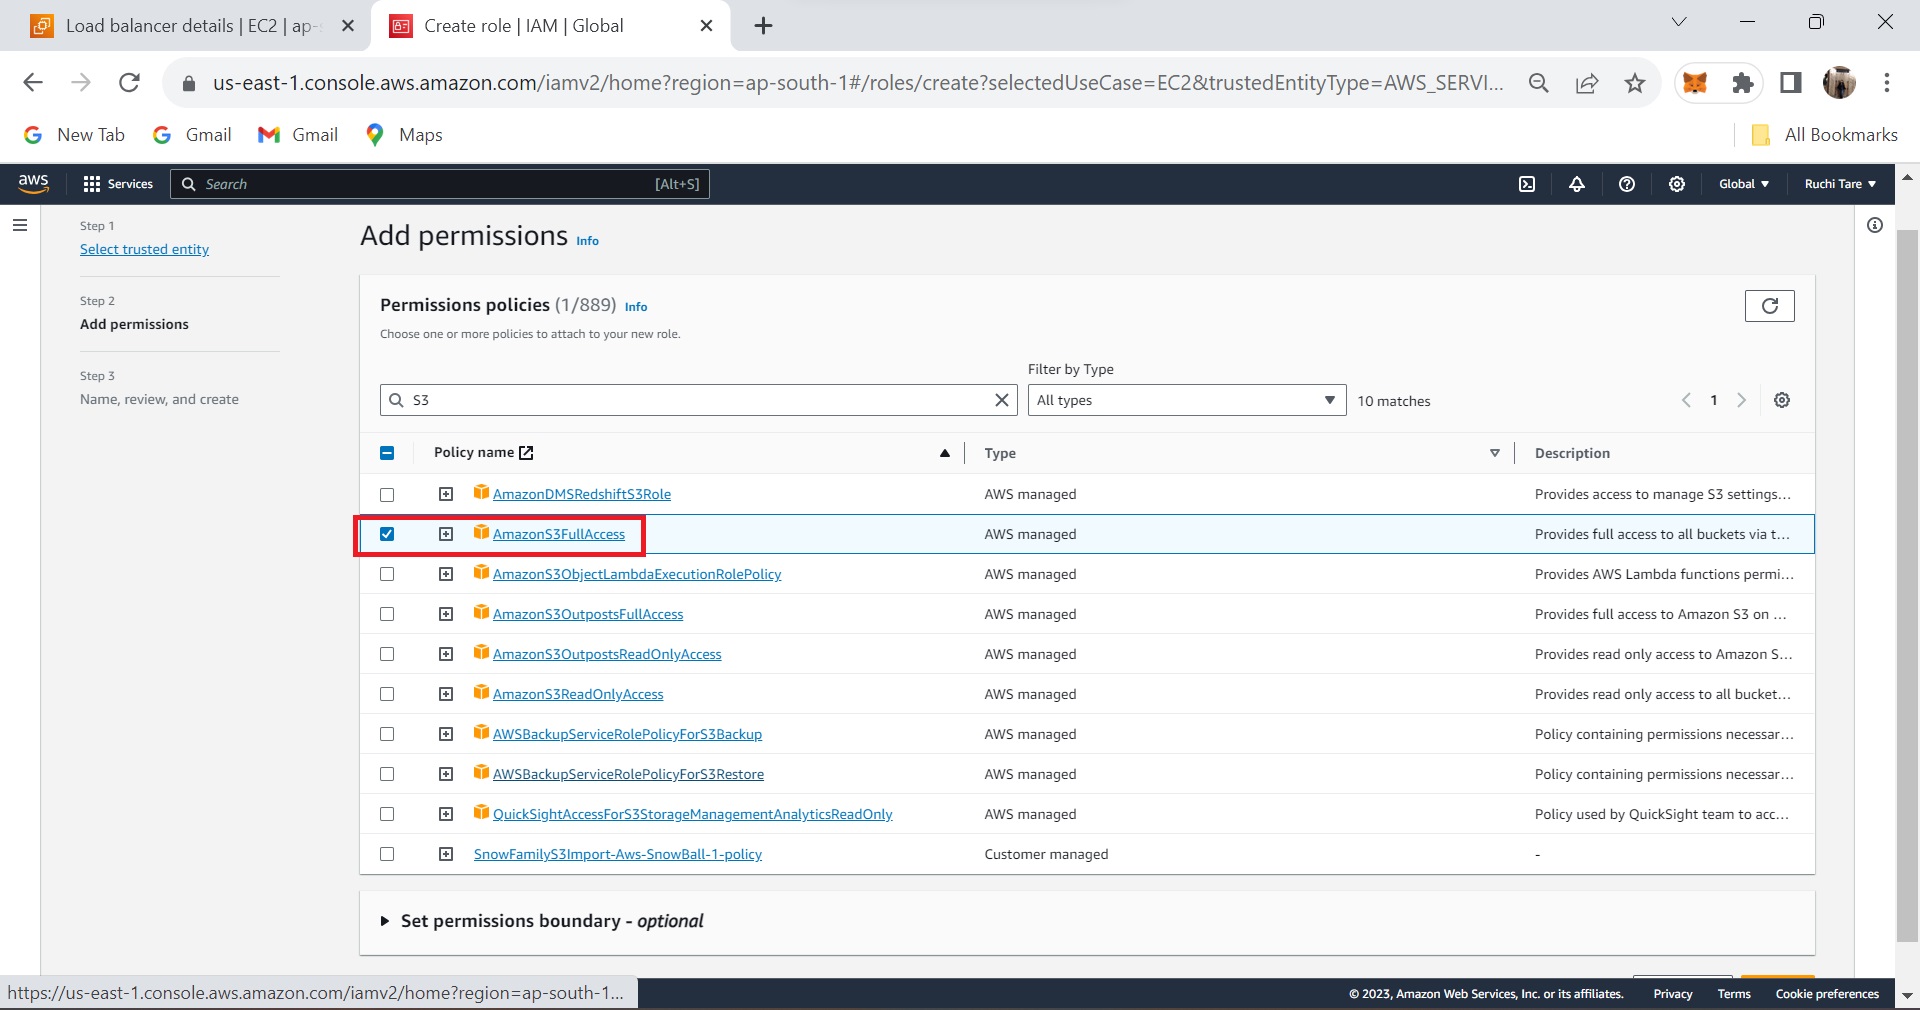 Load balancer details | EC2 | ap-s
Create role | IAM | Global
us-east-1.console.aws.amazon.com/iamv2/home?region=ap-south-1#/roles/create?selectedUseCase=EC2&trustedEntityType=AWS_SERVI...
New Tab
Gmail
Gmail
Maps
All Bookmarks
aws
Services
Search
[Alt+S]
Global
Ruchi Tare
Step 1
Select trusted entity
Step 2
Add permissions
Step 3
Name, review, and create
Add permissions Info
Permissions policies (1/889) Info
Choose one or more policies to attach to your new role.
Filter by Type
S3
All types
10 matches
1
Policy name Type Description
AmazonDMSRedshiftS3Role AWS managed Provides access to manage S3 settings...
AmazonS3FullAccess AWS managed Provides full access to all buckets via t...
AmazonS3ObjectLambdaExecutionRolePolicy AWS managed Provides AWS Lambda functions permi...
AmazonS3OutpostsFullAccess AWS managed Provides full access to Amazon S3 on ...
AmazonS3OutpostsReadOnlyAccess AWS managed Provides read only access to Amazon S...
AmazonS3ReadOnlyAccess AWS managed Provides read only access to all bucket...
AWSBackupServiceRolePolicyForS3Backup AWS managed Policy containing permissions necessar...
AWSBackupServiceRolePolicyForS3Restore AWS managed Policy containing permissions necessar...
QuickSightAccessForS3StorageManagementAnalyticsReadOnly AWS managed Policy used by QuickSight team to acc...
SnowFamilyS3Import-Aws-SnowBall-1-policy Customer managed -
Set permissions boundary - optional
https://us-east-1.console.aws.amazon.com/iamv2/home?region=ap-south-1...
© 2023, Amazon Web Services, Inc. or its affiliates.
Privacy
Terms
Cookie preferences